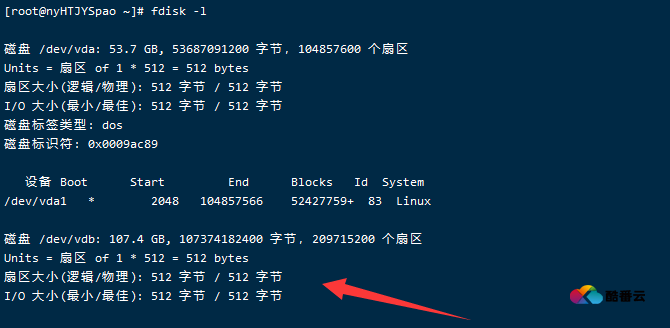 [root@nyHTJYSpao ~]# fdisk -l
磁盘 /dev/vda: 53.7 GB, 53687091200 字节, 104857600 个扇区
Units = 扇区 of 1 * 512 = 512 bytes
扇区大小(逻辑/物理): 512 字节 / 512 字节
I/O 大小(最小/最佳): 512 字节 / 512 字节
磁盘标签类型: dos
磁盘标识符: 0x0009ac89
设备 Boot Start End Blocks Id System
/dev/vda1 * 2048 104857566 52427759+ 83 Linux
磁盘 /dev/vdb: 107.4 GB, 107374182400 字节, 209715200 个扇区
Units = 扇区 of 1 * 512 = 512 bytes
扇区大小(逻辑/物理): 512 字节 / 512 字节
I/O 大小(最小/最佳): 512 字节 / 512 字节
酷番云